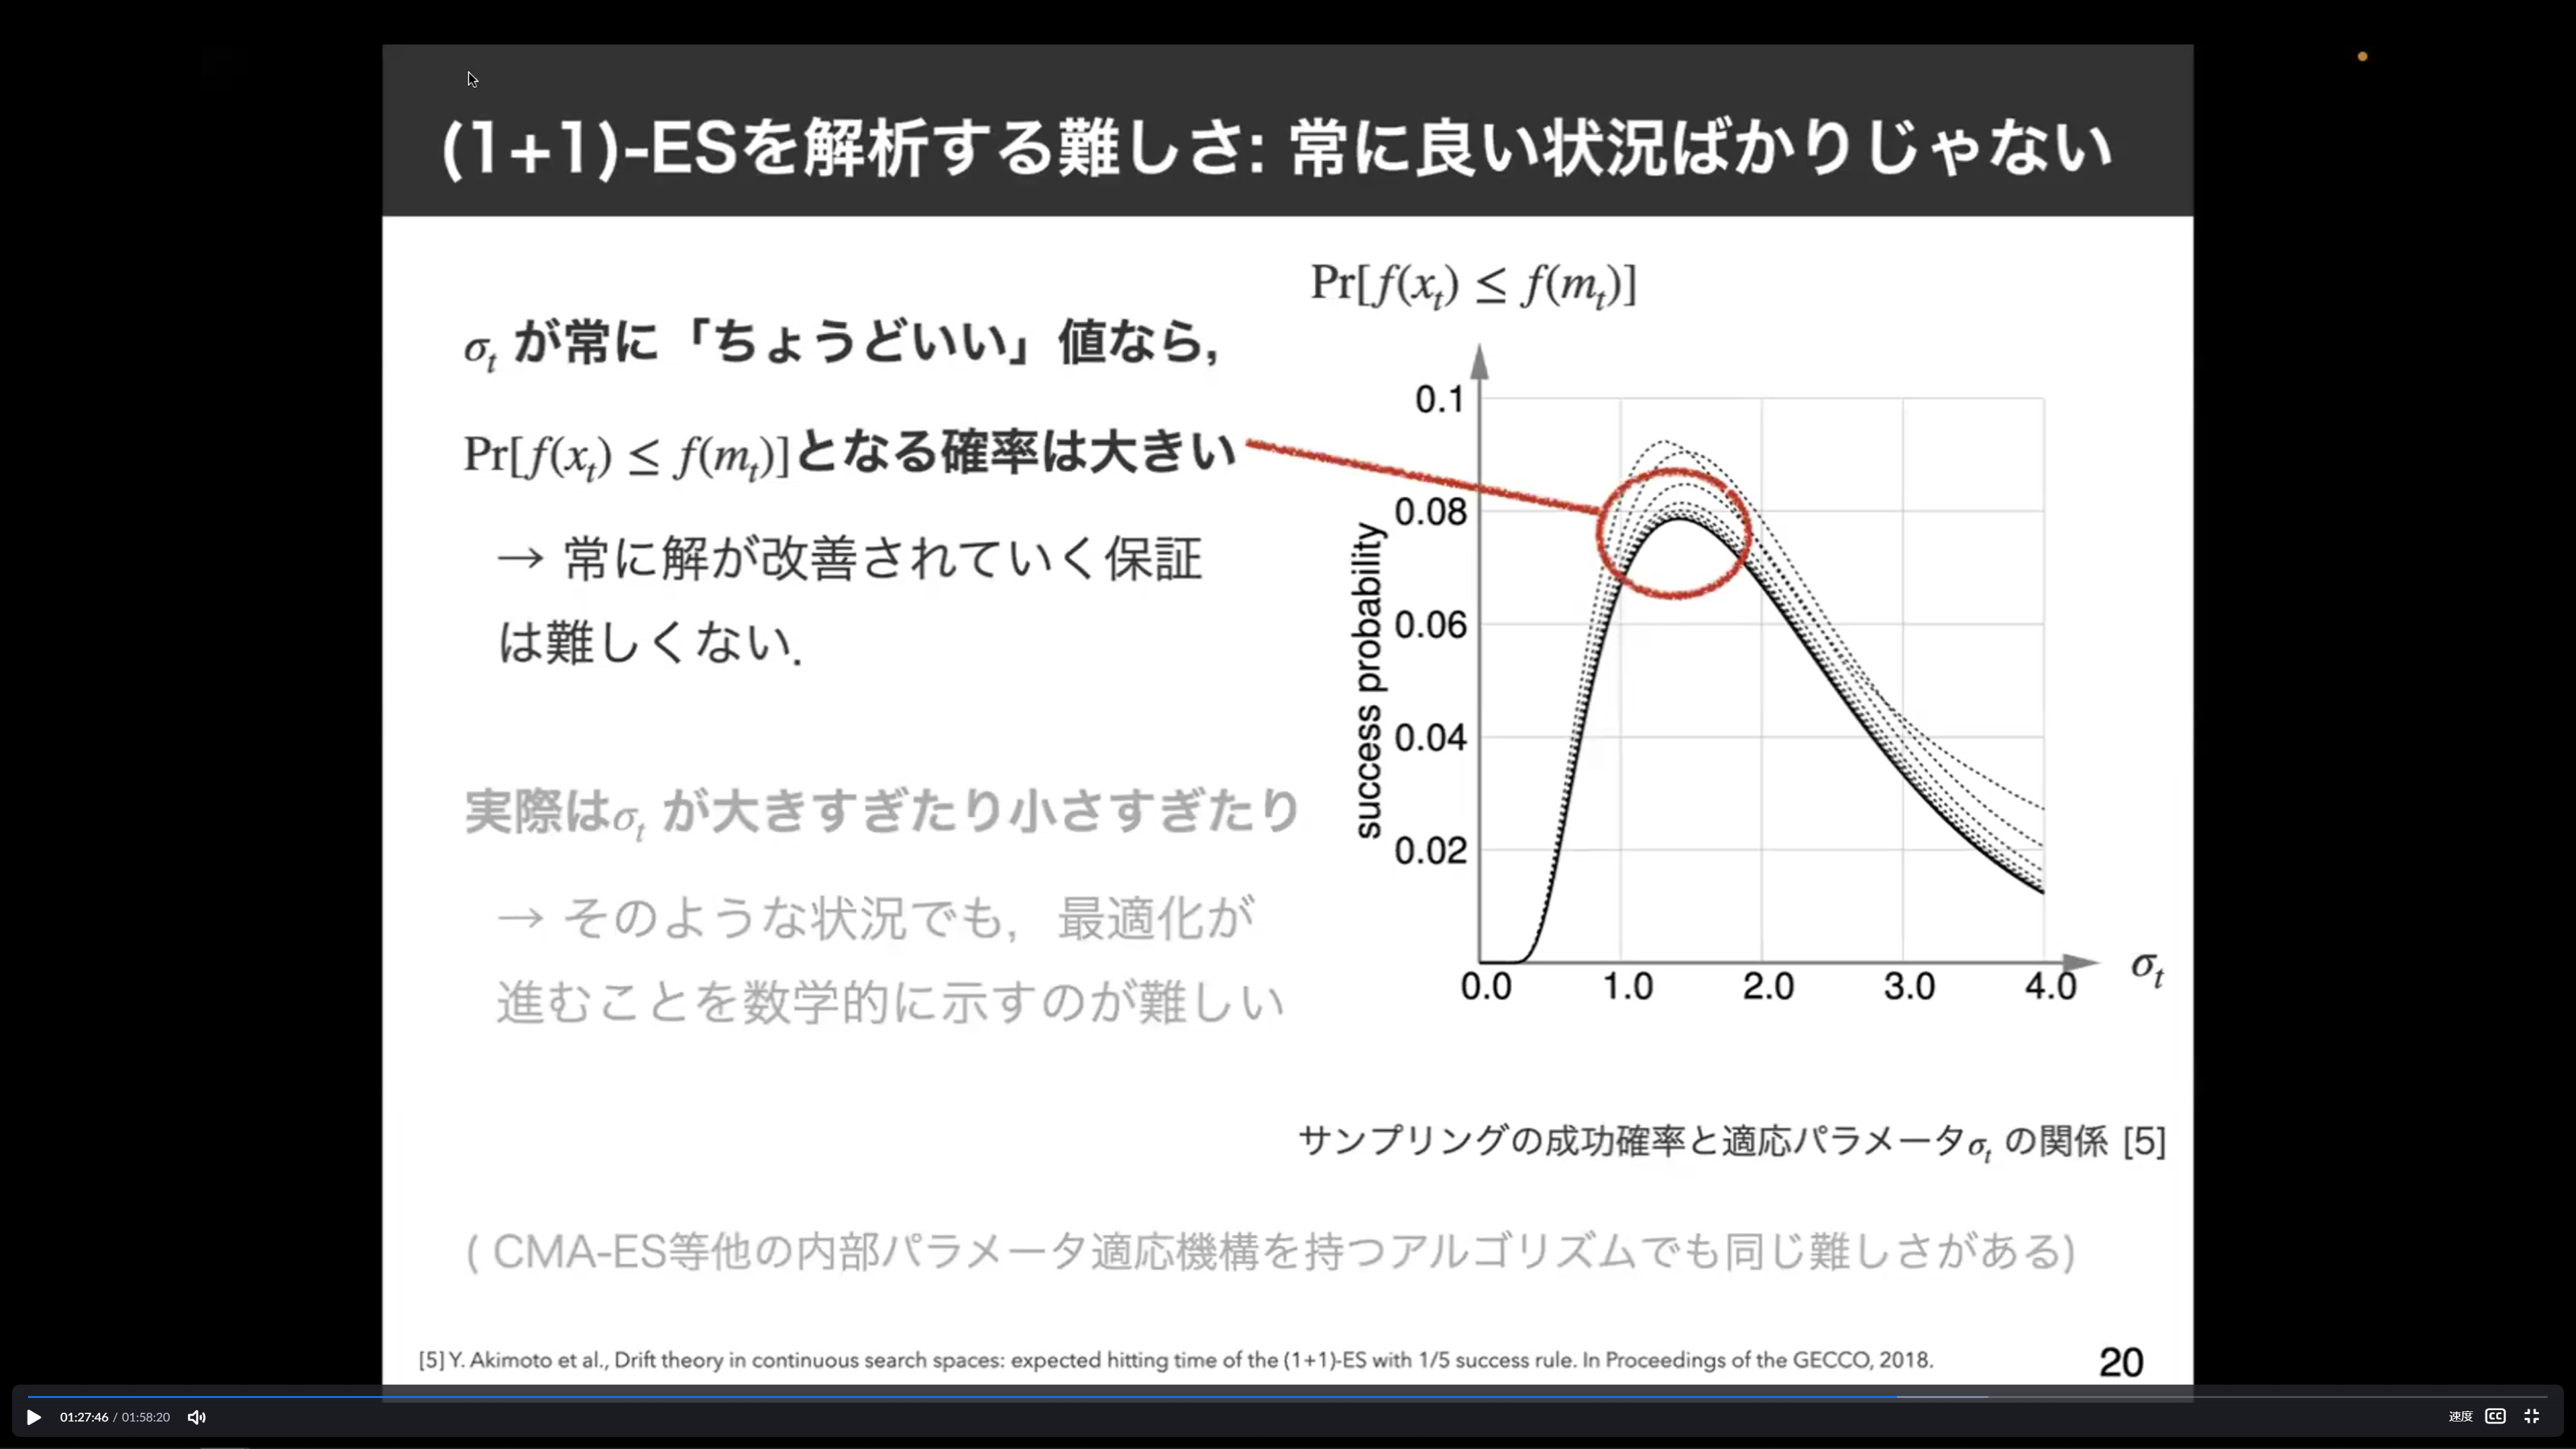 (1+1)-ESを解析する難しさ: 常に良い状況ばかりじゃない
σt が常に「ちょうどいい」値なら,
Pr[f(xt) ≤ f(mt)]となる確率は大きい
→ 常に解が改善されていく保証
は難しくない.
実際はσt が大きすぎたり小さすぎたり
→ そのような状況でも, 最適化が
進むことを数学的に示すのが難しい
Pr[f(xt) ≤ f(mt)]
success probability
0.1
0.08
0.06
0.04
0.02
0.0 1.0 2.0 3.0 4.0
σt
サンプリングの成功確率と適応パラメータσt の関係 [5]
( CMA-ES等他の内部パラメータ適応機構を持つアルゴリズムでも同じ難しさがある)
[5] Y. Akimoto et al., Drift theory in continuous search spaces: expected hitting time of the (1+1)-ES with 1/5 success rule. In Proceedings of the GECCO, 2018.
20
01:27:46 / 01:58:20
速度
CC